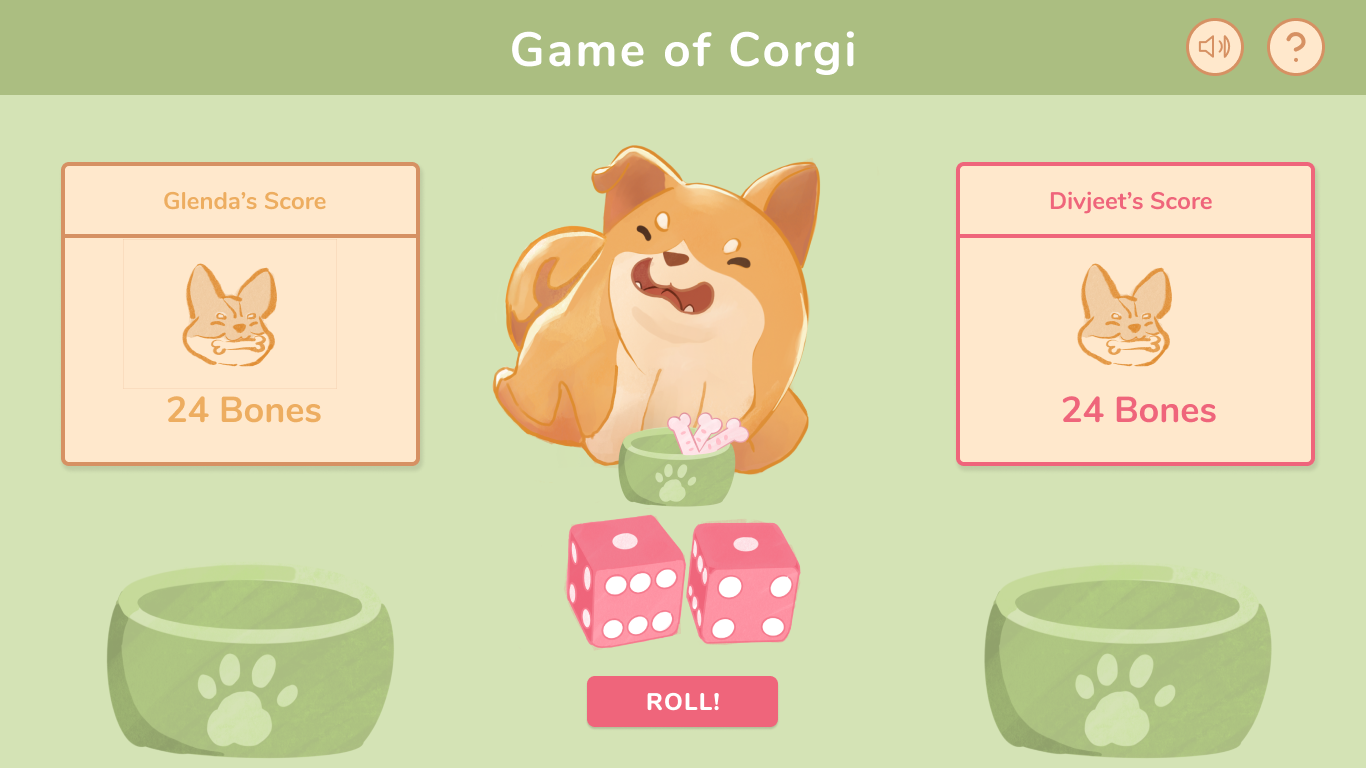 Game of Corgi
?
Glenda’s Score
24 Bones
Divjeet’s Score
24 Bones
ROLL!